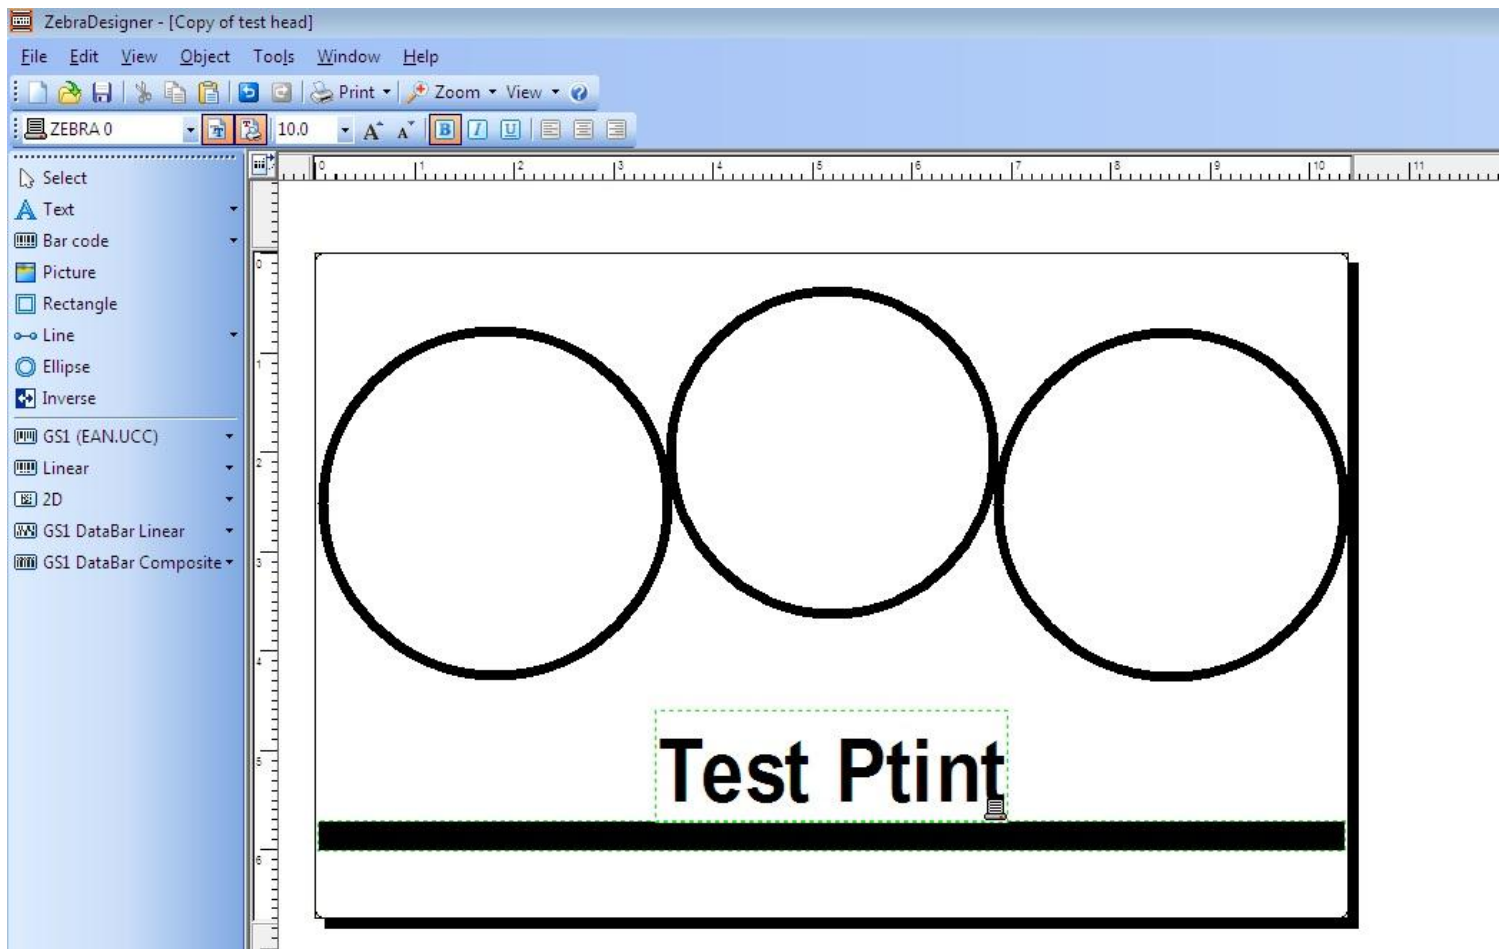 ZebraDesigner - [Copy of test head]
File Edit View Object Tools Window Help
Print Zoom View
ZEBRA 0 10.0 A A B I U
0 1 2 3 4 5 6 7 8 9 10 11
Select
Text
Bar code
Picture
Rectangle
Line
Ellipse
Inverse
GS1 (EAN.UCC)
Linear
2D
GS1 DataBar Linear
GS1 DataBar Composite
0
1
2
3
4
5
6
Test Ptint